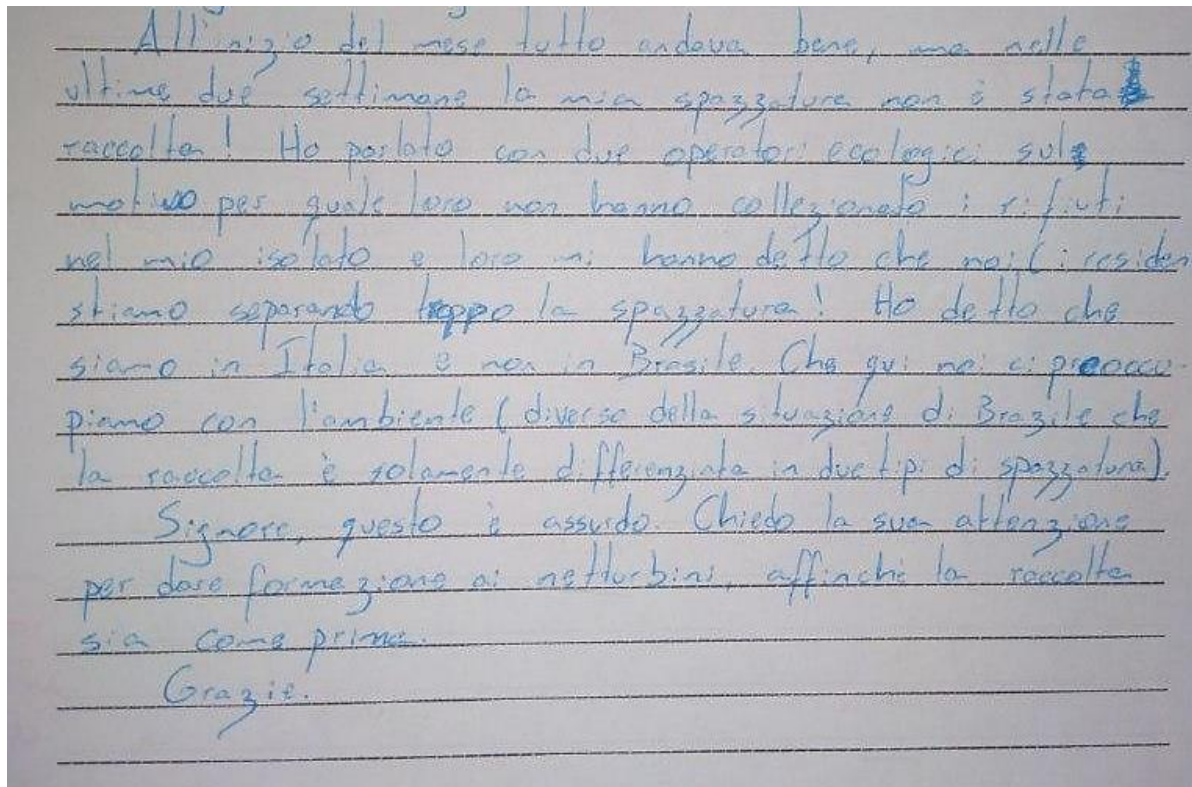 All'inizio del mese tutto andava bene, ma nelle
ultime due settimane la mia spazzatura non è stata
raccolta! Ho parlato con due operatori ecologici sul
motivo per quale loro non hanno collezionato i rifiuti
nel mio isolato e loro mi hanno detto che noi (i residen
stiamo separando troppo la spazzatura! Ho detto che
siamo in Italia e non in Brasile. Che qui noi ci preoccu-
piamo con l'ambiente (diverso della situazione di Brazile che
la raccolta è solamente differenziata in due tipi di spazzatura).
Signore, questo è assurdo. Chiedo la sua attenzione
per dare formazione ai netturbini, affinchè la raccolta
sia come prima.
Grazie.